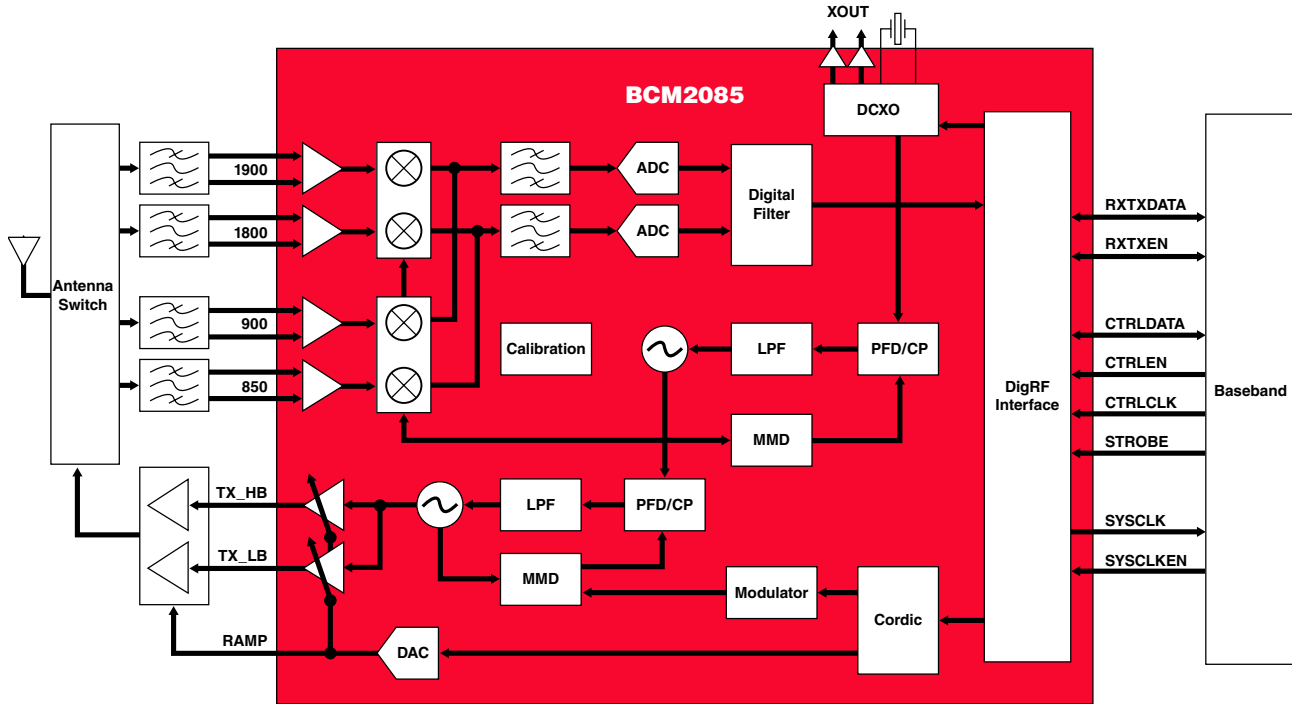 XOUT
BCM2085
DCXO
1900
ADC
Digital
Filter
1800
ADC
RXTXDATA
RXTXEN
Antenna
Switch
900
Calibration
LPF
PFD/CP
CTRLDATA
850
DigRF
Interface
CTRLEN
Baseband
CTRLCLK
MMD
STROBE
TX_HB
LPF
PFD/CP
SYSCLK
TX_LB
MMD
Modulator
SYSCLKEN
Cordic
RAMP
DAC